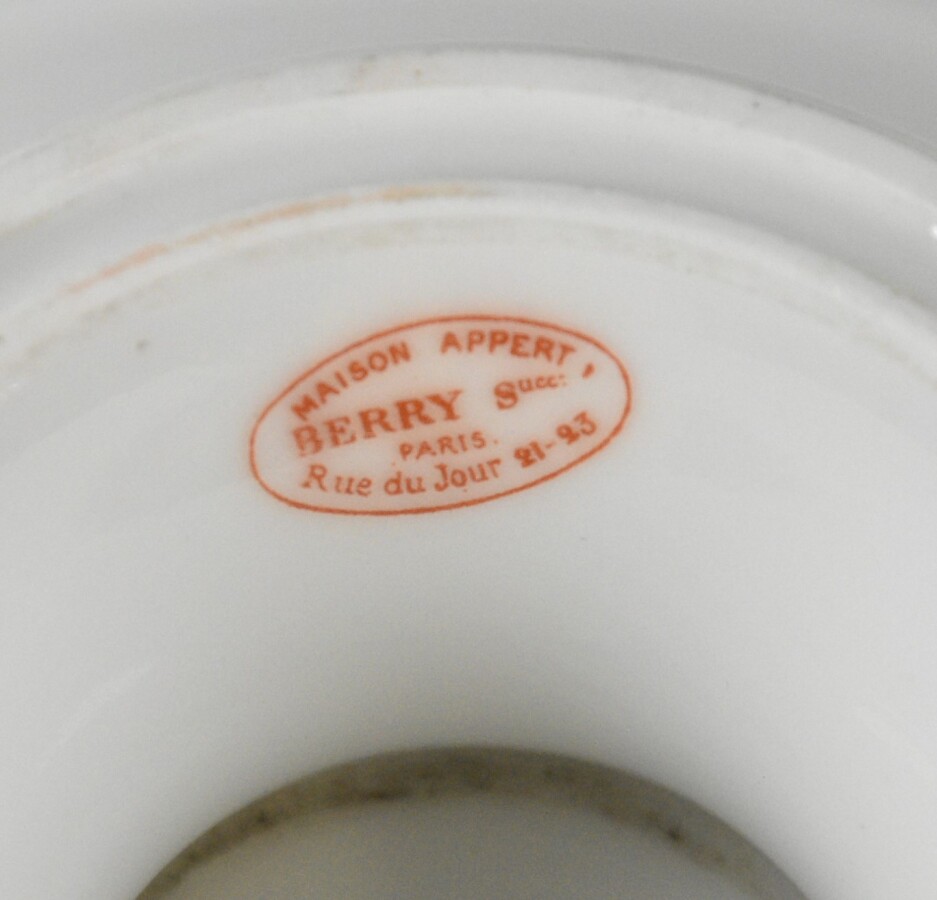 MAISON APPERT,
BERRY Succ:
PARIS.
Rue du Jour 21-23